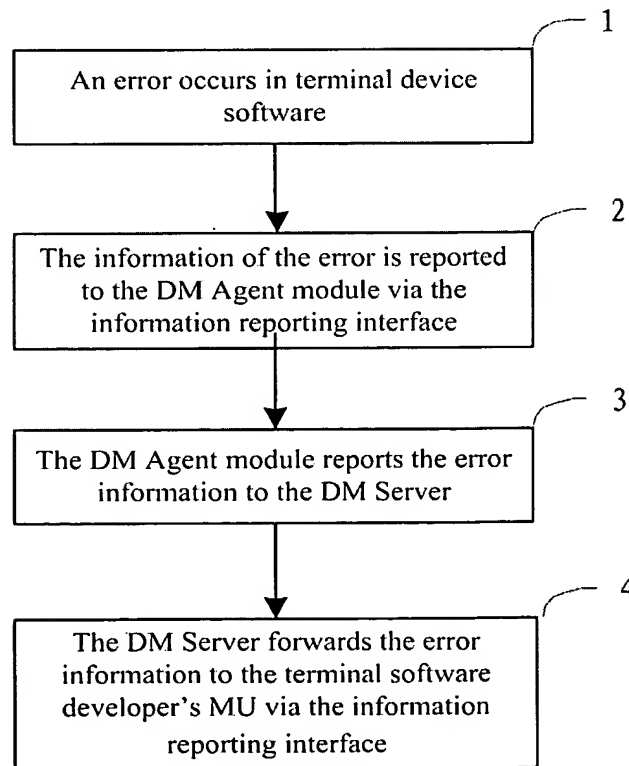 1
An error occurs in terminal device
software
2
The information of the error is reported
to the DM Agent module via the
information reporting interface
3
The DM Agent module reports the error
information to the DM Server
4
The DM Server forwards the error
information to the terminal software
developer's MU via the information
reporting interface